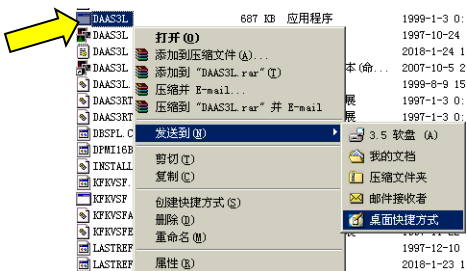 DAAS3L 687 KB 应用程序 1999-1-3 0:
DAAS3L 1997-10-24
DAAS3L 2018-1-24 1
DAAS3L 本(命... 2007-10-5 2
DAAS3L 1999-8-9 15
DAAS3RT 展 1997-1-3 0:
DAAS3RT 展 1997-1-3 0:
DBSPL.C
DPMI16B
INSTALL
KFKVSF.
KFKVSF
KFKVSFA
KFKVSFE
LASTREF 1997-12-10
LASTREF 2018-1-23 1
打开(O)
添加到压缩文件(A)...
添加到 "DAAS3L.rar"(T)
压缩并 E-mail...
压缩到 "DAAS3L.rar" 并 E-mail
发送到(N)
剪切(T)
复制(C)
创建快捷方式(S)
删除(D)
重命名(M)
属性(R)
3.5 软盘 (A)
我的文档
压缩文件夹
邮件接收者
桌面快捷方式